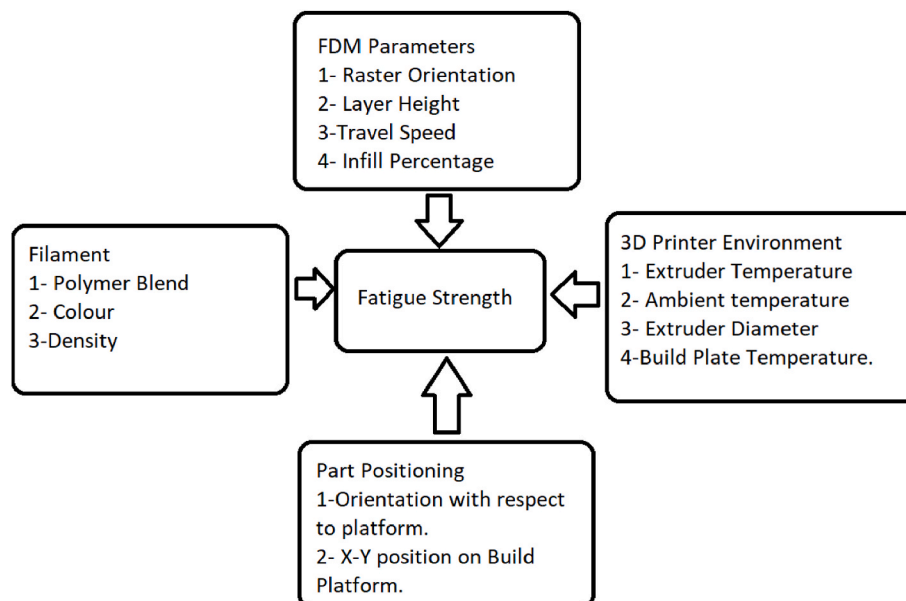 FDM Parameters
1- Raster Orientation
2- Layer Height
3-Travel Speed
4- Infill Percentage
Filament
1- Polymer Blend
2- Colour
3-Density
Fatigue Strength
3D Printer Environment
1- Extruder Temperature
2- Ambient temperature
3- Extruder Diameter
4-Build Plate Temperature.
Part Positioning
1-Orientation with respect
to platform.
2- X-Y position on Build
Platform.